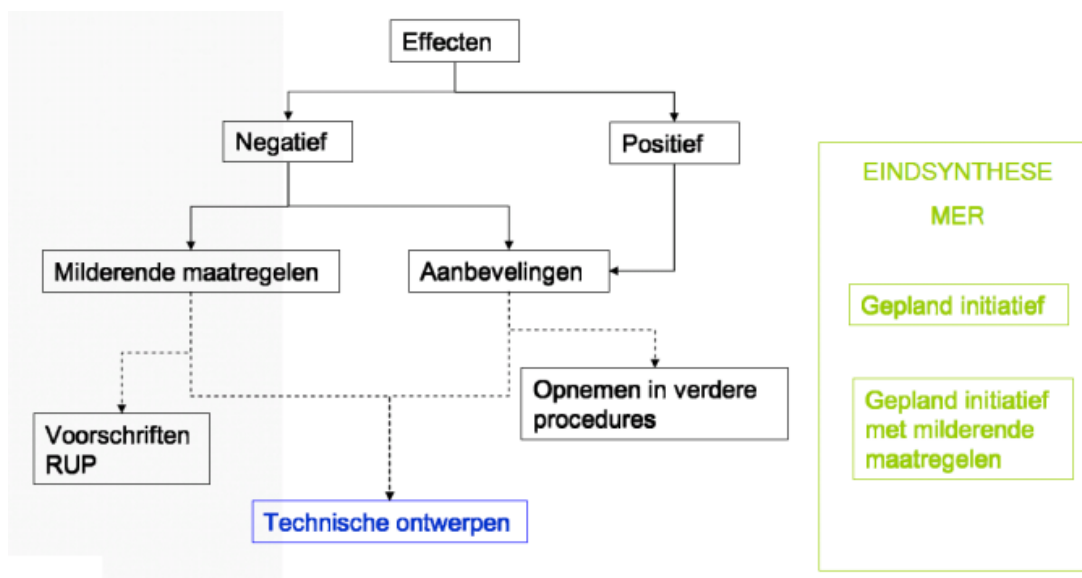 Effecten
Negatief
Positief
Milderende maatregelen
Aanbevelingen
Opnemen in verdere
procedures
Voorschriften
RUP
Technische ontwerpen
EINDSYNTHESE
MER
Gepland initiatief
Gepland initiatief
met milderende
maatregelen